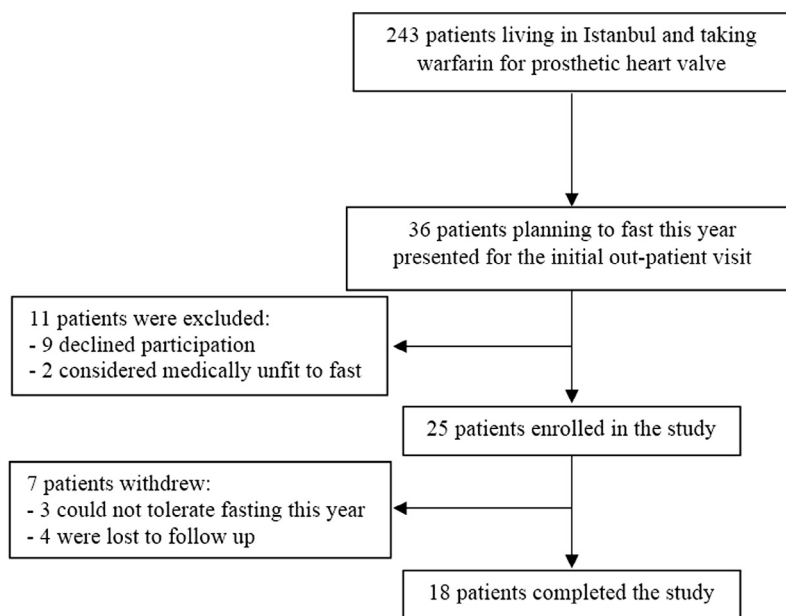 243 patients living in Istanbul and taking
warfarin for prosthetic heart valve
36 patients planning to fast this year
presented for the initial out-patient visit
11 patients were excluded:
- 9 declined participation
- 2 considered medically unfit to fast
25 patients enrolled in the study
7 patients withdrew:
- 3 could not tolerate fasting this year
- 4 were lost to follow up
18 patients completed the study